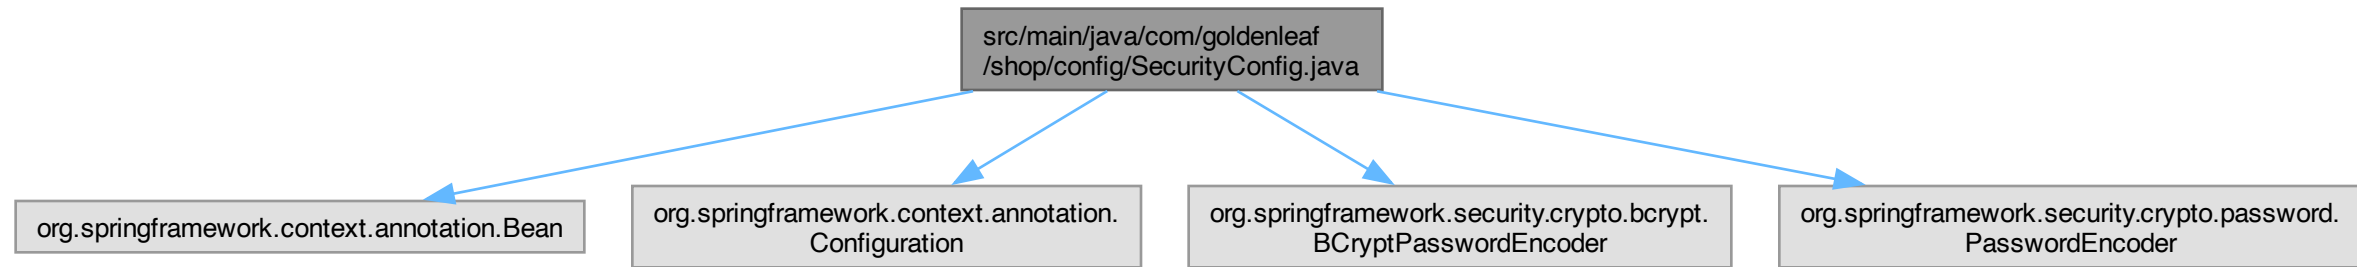 src/main/java/com/goldenleaf
/shop/config/SecurityConfig.java
org.springframework.context.annotation.Bean
org.springframework.context.annotation.
Configuration
org.springframework.security.crypto.bcrypt.
BCryptPasswordEncoder
org.springframework.security.crypto.password.
PasswordEncoder